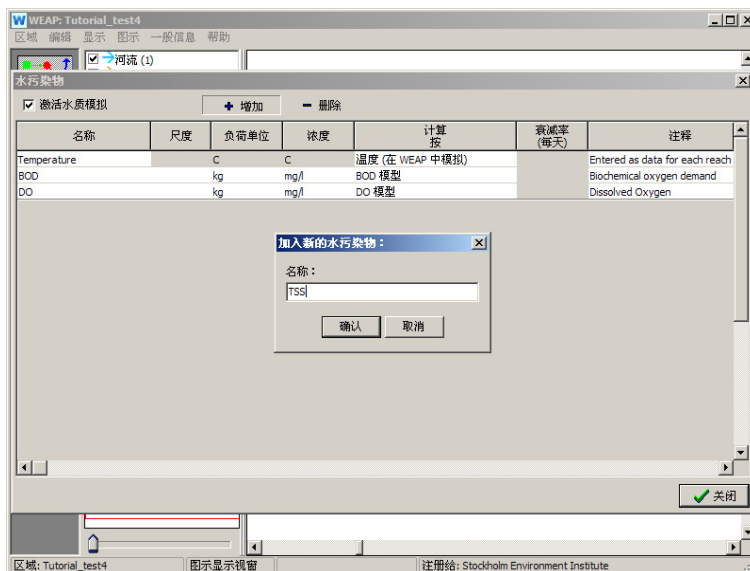 WEAP: Tutorial_test4
区域 编辑 显示 图示 一般信息 帮助
河流 (1)
水污染物
激活水质模拟 增加 删除
名称 尺度 负荷单位 浓度 计算按 衰减率(每天) 注释
Temperature C C 温度 (在 WEAP 中模拟) Entered as data for each reach
BOD kg mg/l BOD 模型 Biochemical oxygen demand
DO kg mg/l DO 模型 Dissolved Oxygen
加入新的水污染物：
名称：
TSS
确认 取消
关闭
区域: Tutorial_test4 图示显示视窗 注册给: Stockholm Environment Institute